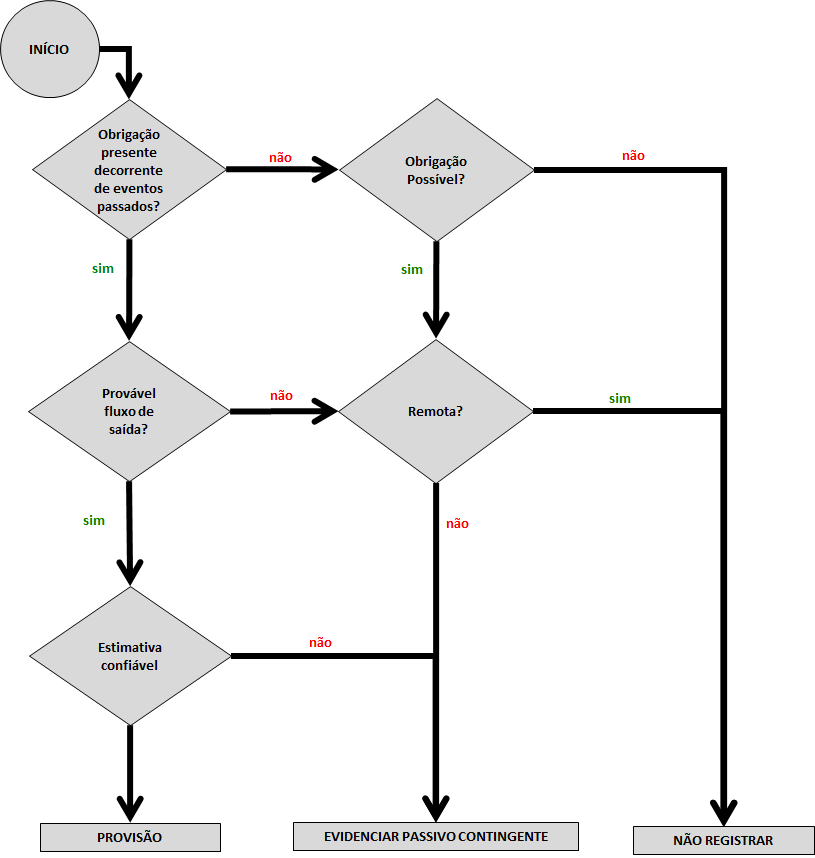 INÍCIO
Obrigação
presente
decorrente
de eventos
passados?
não
Obrigação
Possível?
não
sim
sim
Provável
fluxo de
saída?
não
Remota?
sim
sim
não
Estimativa
confiável
não
PROVISÃO
EVIDENCIAR PASSIVO CONTINGENTE
NÃO REGISTRAR